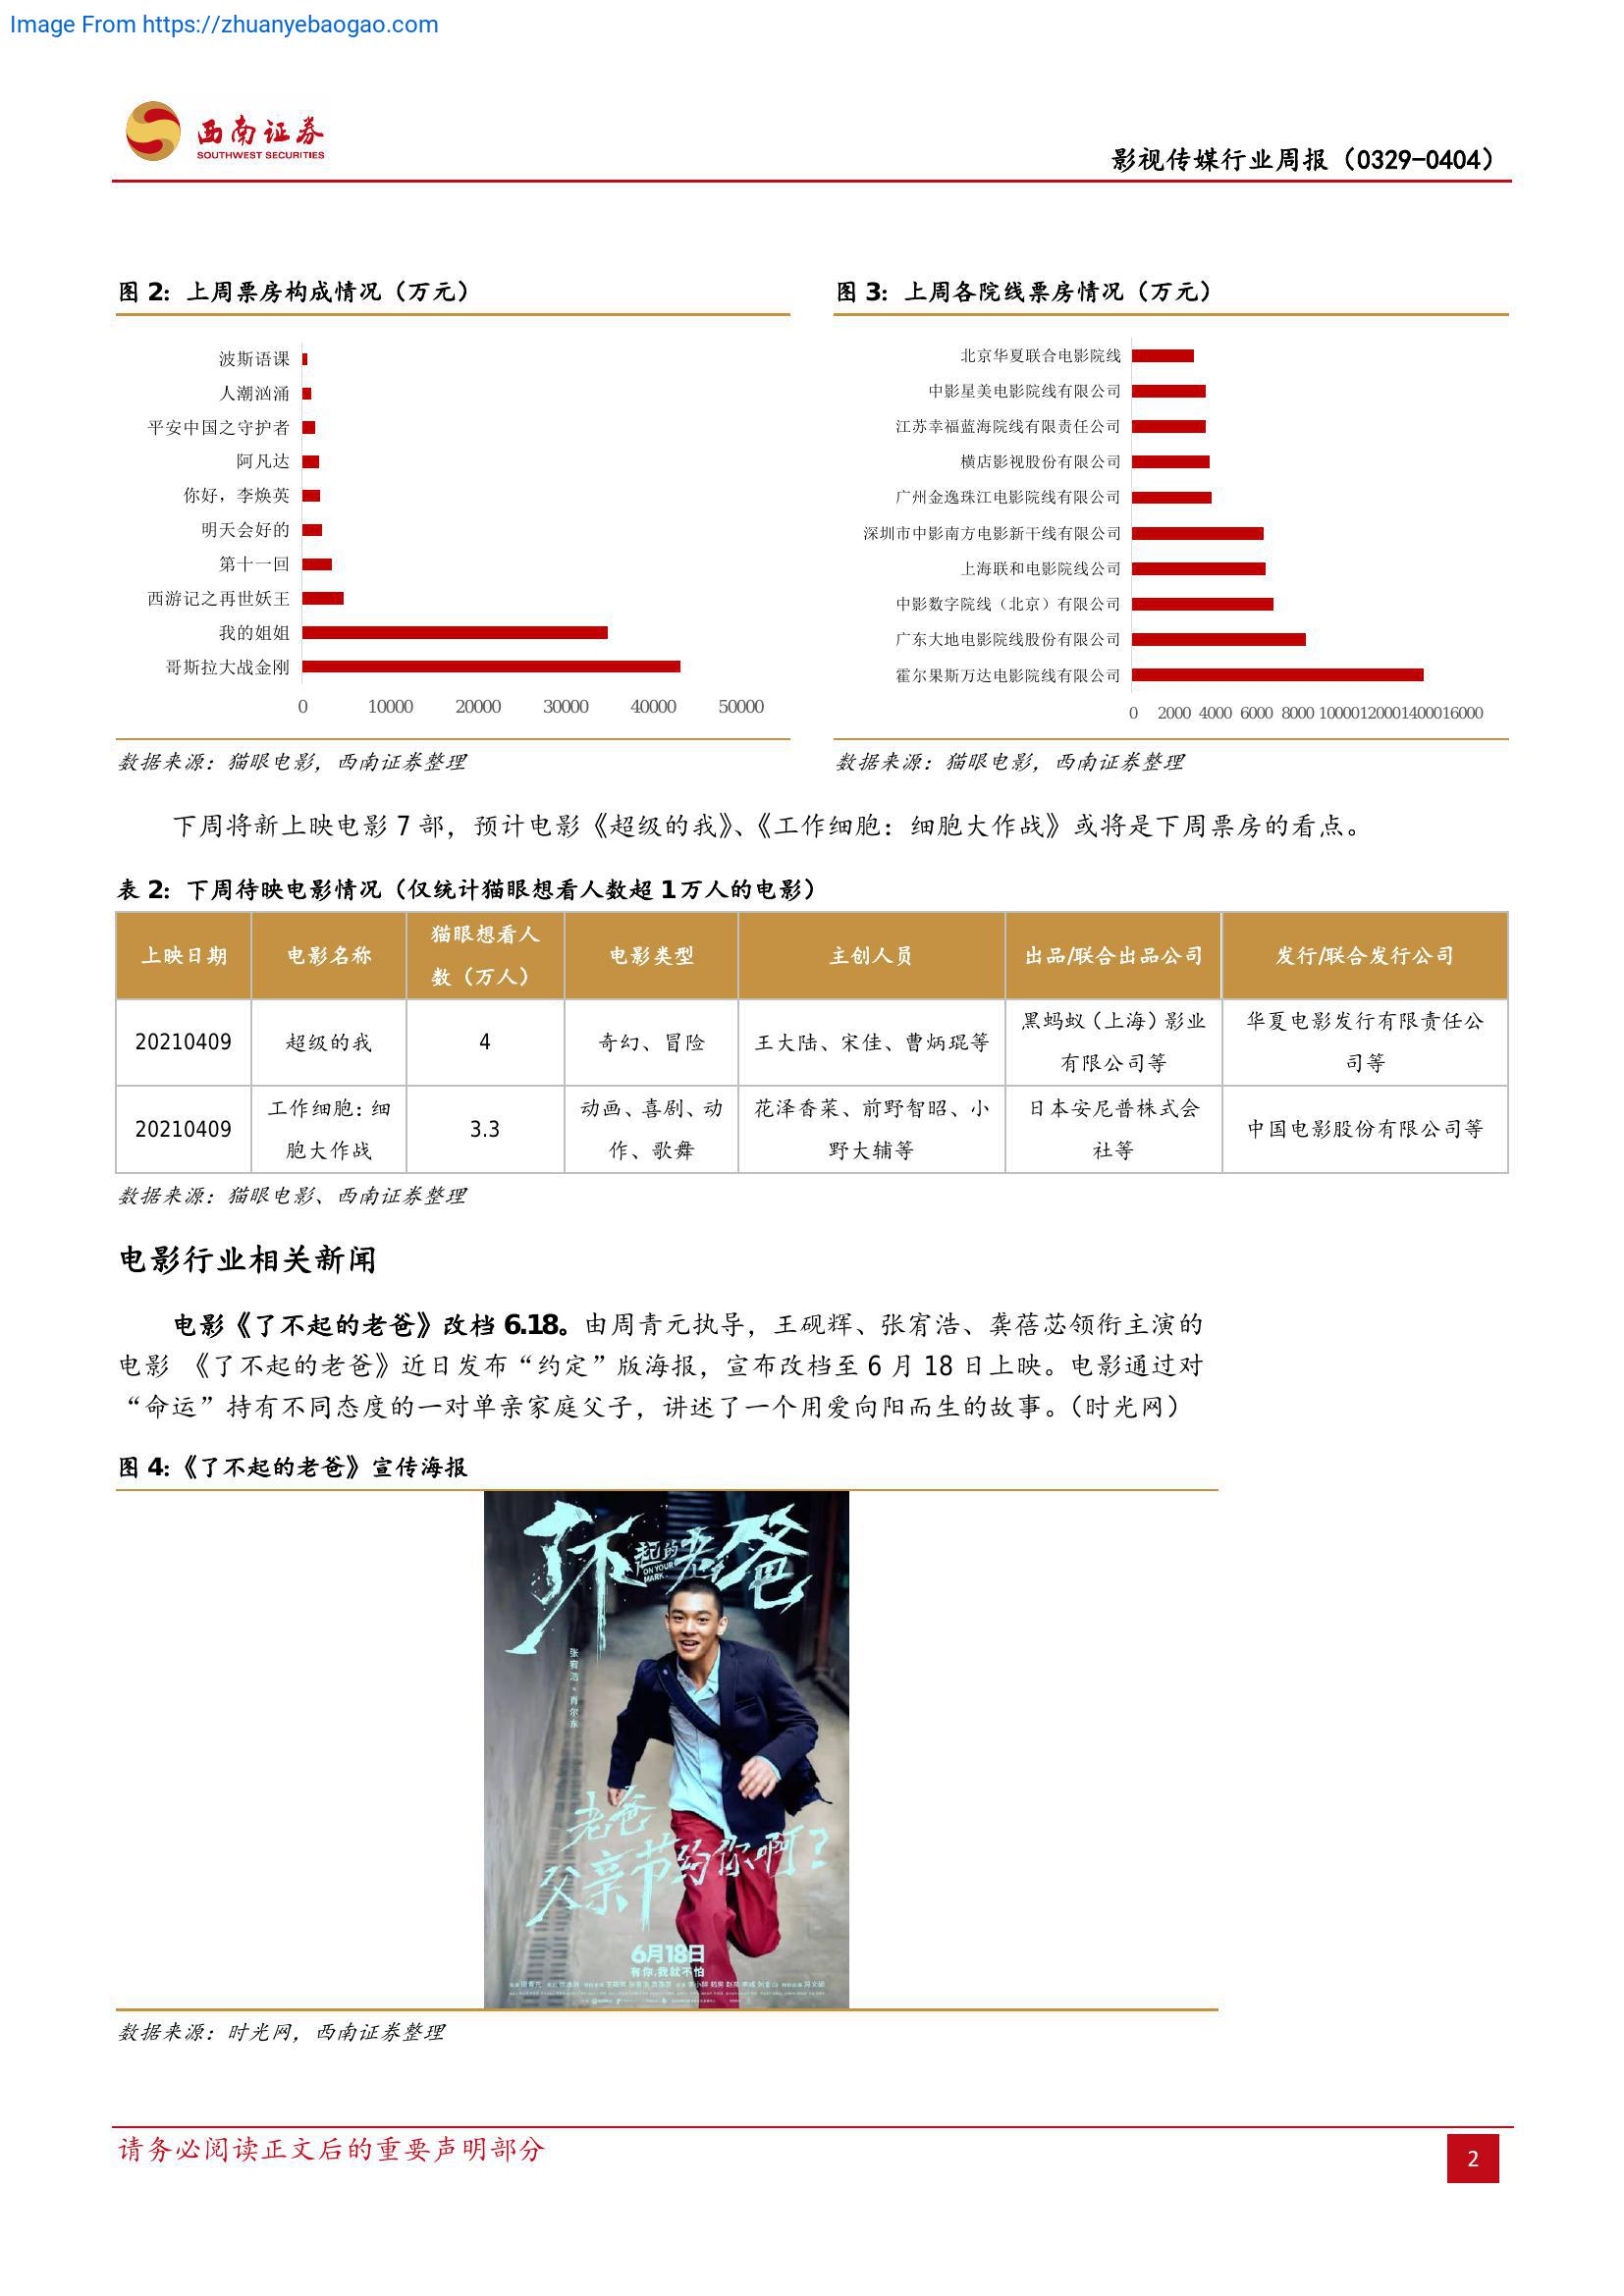 Image From https://zhuanyebaogao.com
西南证券
SOUTHWEST SECURITIES
影视传媒行业周报（0329-0404）
图 2：上周票房构成情况（万元）
波斯语课
人潮汹涌
平安中国之守护者
阿凡达
你好，李焕英
明天会好的
第十一回
西游记之再世妖王
我的姐姐
哥斯拉大战金刚
0 10000 20000 30000 40000 50000
数据来源：猫眼电影，西南证券整理
图 3：上周各院线票房情况（万元）
北京华夏联合电影院线
中影星美电影院线有限公司
江苏幸福蓝海院线有限责任公司
横店影视股份有限公司
广州金逸珠江电影院线有限公司
深圳市中影南方电影新干线有限公司
上海联和电影院线公司
中影数字院线（北京）有限公司
广东大地电影院线股份有限公司
霍尔果斯万达电影院线有限公司
0 2000 4000 6000 8000 10000 12000 14000 16000
数据来源：猫眼电影，西南证券整理
下周将新上映电影 7 部，预计电影《超级的我》、《工作细胞：细胞大作战》或将是下周票房的看点。
表 2：下周待映电影情况（仅统计猫眼想看人数超 1 万人的电影）
上映日期 电影名称 猫眼想看人数（万人） 电影类型 主创人员 出品/联合出品公司 发行/联合发行公司
20210409 超级的我 4 奇幻、冒险 王大陆、宋佳、曹炳琨等 黑蚂蚁（上海）影业有限公司等 华夏电影发行有限责任公司等
20210409 工作细胞：细胞大作战 3.3 动画、喜剧、动作、歌舞 花泽香菜、前野智昭、小野大辅等 日本安尼普株式会社等 中国电影股份有限公司等
数据来源：猫眼电影、西南证券整理
电影行业相关新闻
电影《了不起的老爸》改档 6.18。由周青元执导，王砚辉、张宥浩、龚蓓苾领衔主演的
电影 《了不起的老爸》近日发布“约定”版海报，宣布改档至 6 月 18 日上映。电影通过对
“命运”持有不同态度的一对单亲家庭父子，讲述了一个用爱向阳而生的故事。（时光网）
图 4：《了不起的老爸》宣传海报
了不起的老爸
ON YOUR
MARK
张宥浩·肖尔东
老爸
父亲节约你啊？
6月18日
有你，我就不怕
数据来源：时光网，西南证券整理
请务必阅读正文后的重要声明部分
2